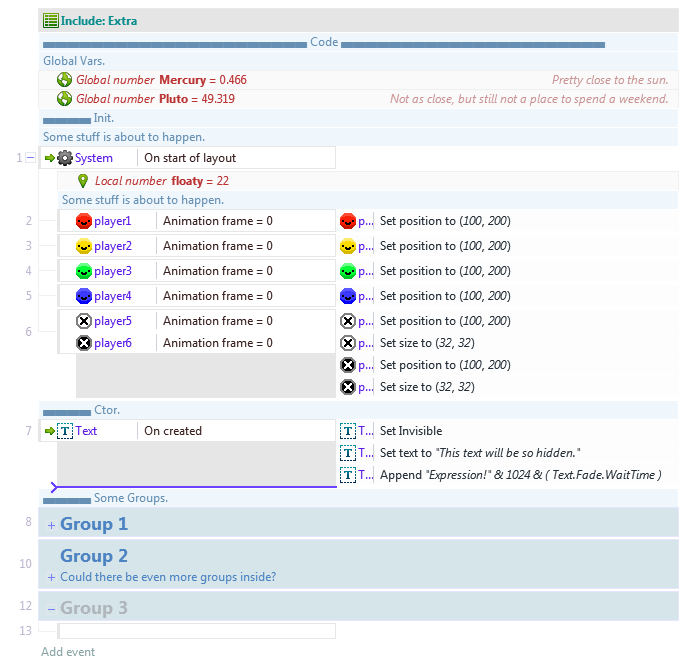 Include: Extra
Code
Global Vars.
Global number Mercury = 0.466 Pretty close to the sun.
Global number Pluto = 49.319 Not as close, but still not a place to spend a weekend.
Init.
Some stuff is about to happen.
1 System On start of layout
Local number floaty = 22
Some stuff is about to happen.
2 player1 Animation frame = 0 p... Set position to (100, 200)
3 player2 Animation frame = 0 p... Set position to (100, 200)
4 player3 Animation frame = 0 p... Set position to (100, 200)
5 player4 Animation frame = 0 p... Set position to (100, 200)
6 player5 Animation frame = 0 p... Set position to (100, 200)
player6 Animation frame = 0 p... Set size to (32, 32)
p... Set position to (100, 200)
p... Set size to (32, 32)
Ctor.
7 T Text On created T T... Set Invisible
T T... Set text to "This text will be so hidden."
T T... Append "Expression!" & 1024 & ( Text.Fade.WaitTime )
Some Groups.
8 + Group 1
10 Group 2
+ Could there be even more groups inside?
12 – Group 3
13
Add event